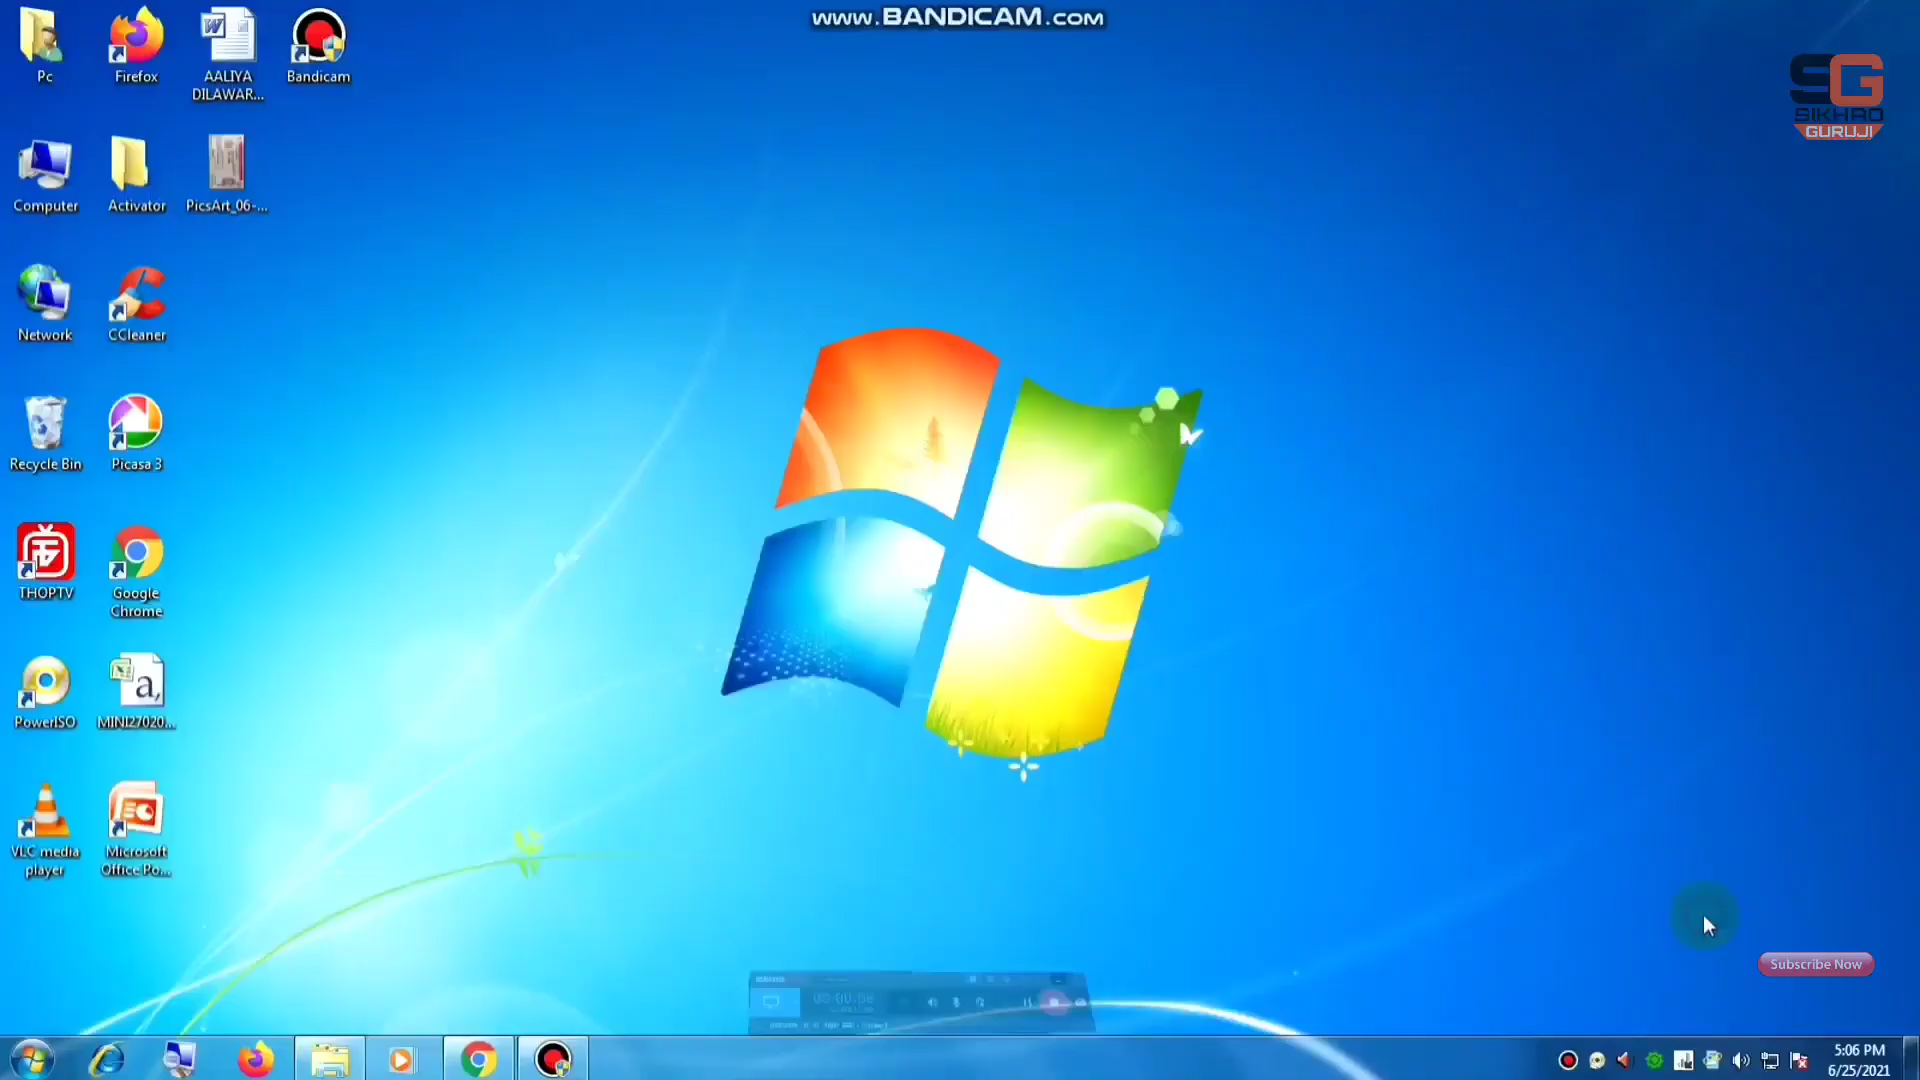 www.BANDICAM.com
SG
SIKHAO
GURUJI
Pc
Firefox
AALIYA
DILAWAR...
Bandicam
Computer
Activator
PicsArt_06-...
Network
CCleaner
Recycle Bin
Picasa 3
THOPTV
Google
Chrome
PowerISO
MINI27020...
VLC media
player
Microsoft
Office Po...
Subscribe Now
5:06 PM
6/25/2021